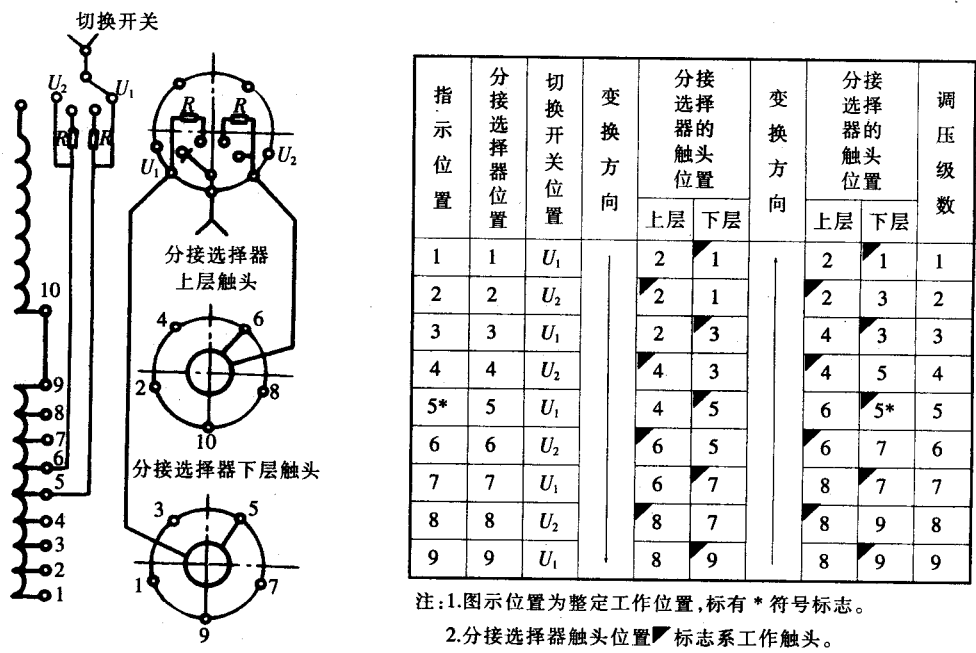 切换开关
U₂
U₁
R
R
10
9
8
7
6
5
4
3
2
1
R
R
U₁
U₂
分接选择器
上层触头
4
6
2
8
10
分接选择器下层触头
3
5
1
7
9
指示位置 分接选择器位置 切换开关位置 变换方向 分接选择器的触头位置 变换方向 分接选择器的触头位置 调压级数
上层 下层 上层 下层
1 1 U₁ 2 1 2 1 1
2 2 U₂ 2 1 2 3 2
3 3 U₁ 2 3 4 3 3
4 4 U₂ 4 3 4 5 4
5* 5 U₁ 4 5 6 5* 5
6 6 U₂ 6 5 6 7 6
7 7 U₁ 6 7 8 7 7
8 8 U₂ 8 7 8 9 8
9 9 U₁ 8 9 8 9 9
注:1.图示位置为整定工作位置,标有*符号标志。
2.分接选择器触头位置◤标志系工作触头。